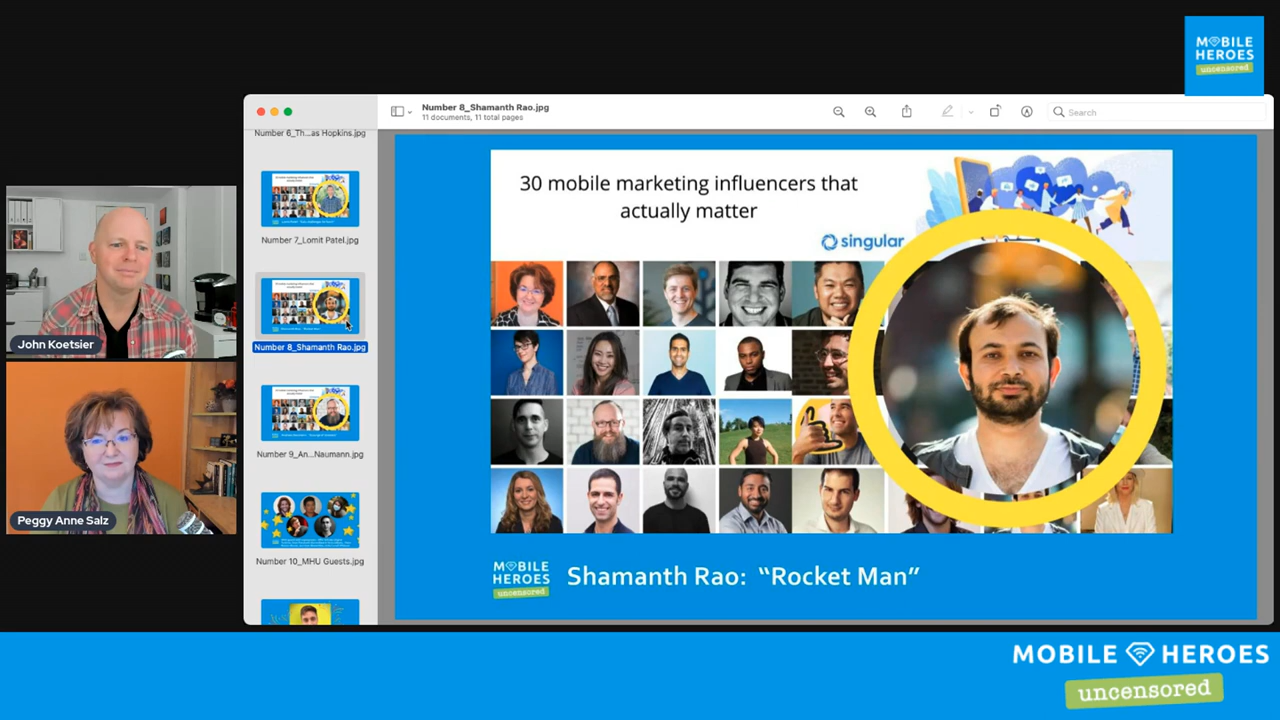 MOBILE
HEROES
uncensored
Number 8_Shamanth Rao.jpg
11 documents, 11 total pages
Search
Number 6_Th...as Hopkins.jpg
Number 7_Lomit Patel.jpg
Number 8_Shamanth Rao.jpg
Number 9_An...Naumann.jpg
Number 10_MHU Guests.jpg
30 mobile marketing influencers that
actually matter
singular
John Koetsier
Peggy Anne Salz
MOBILE
HEROES
uncensored
Shamanth Rao: “Rocket Man”
MOBILE HEROES
uncensored